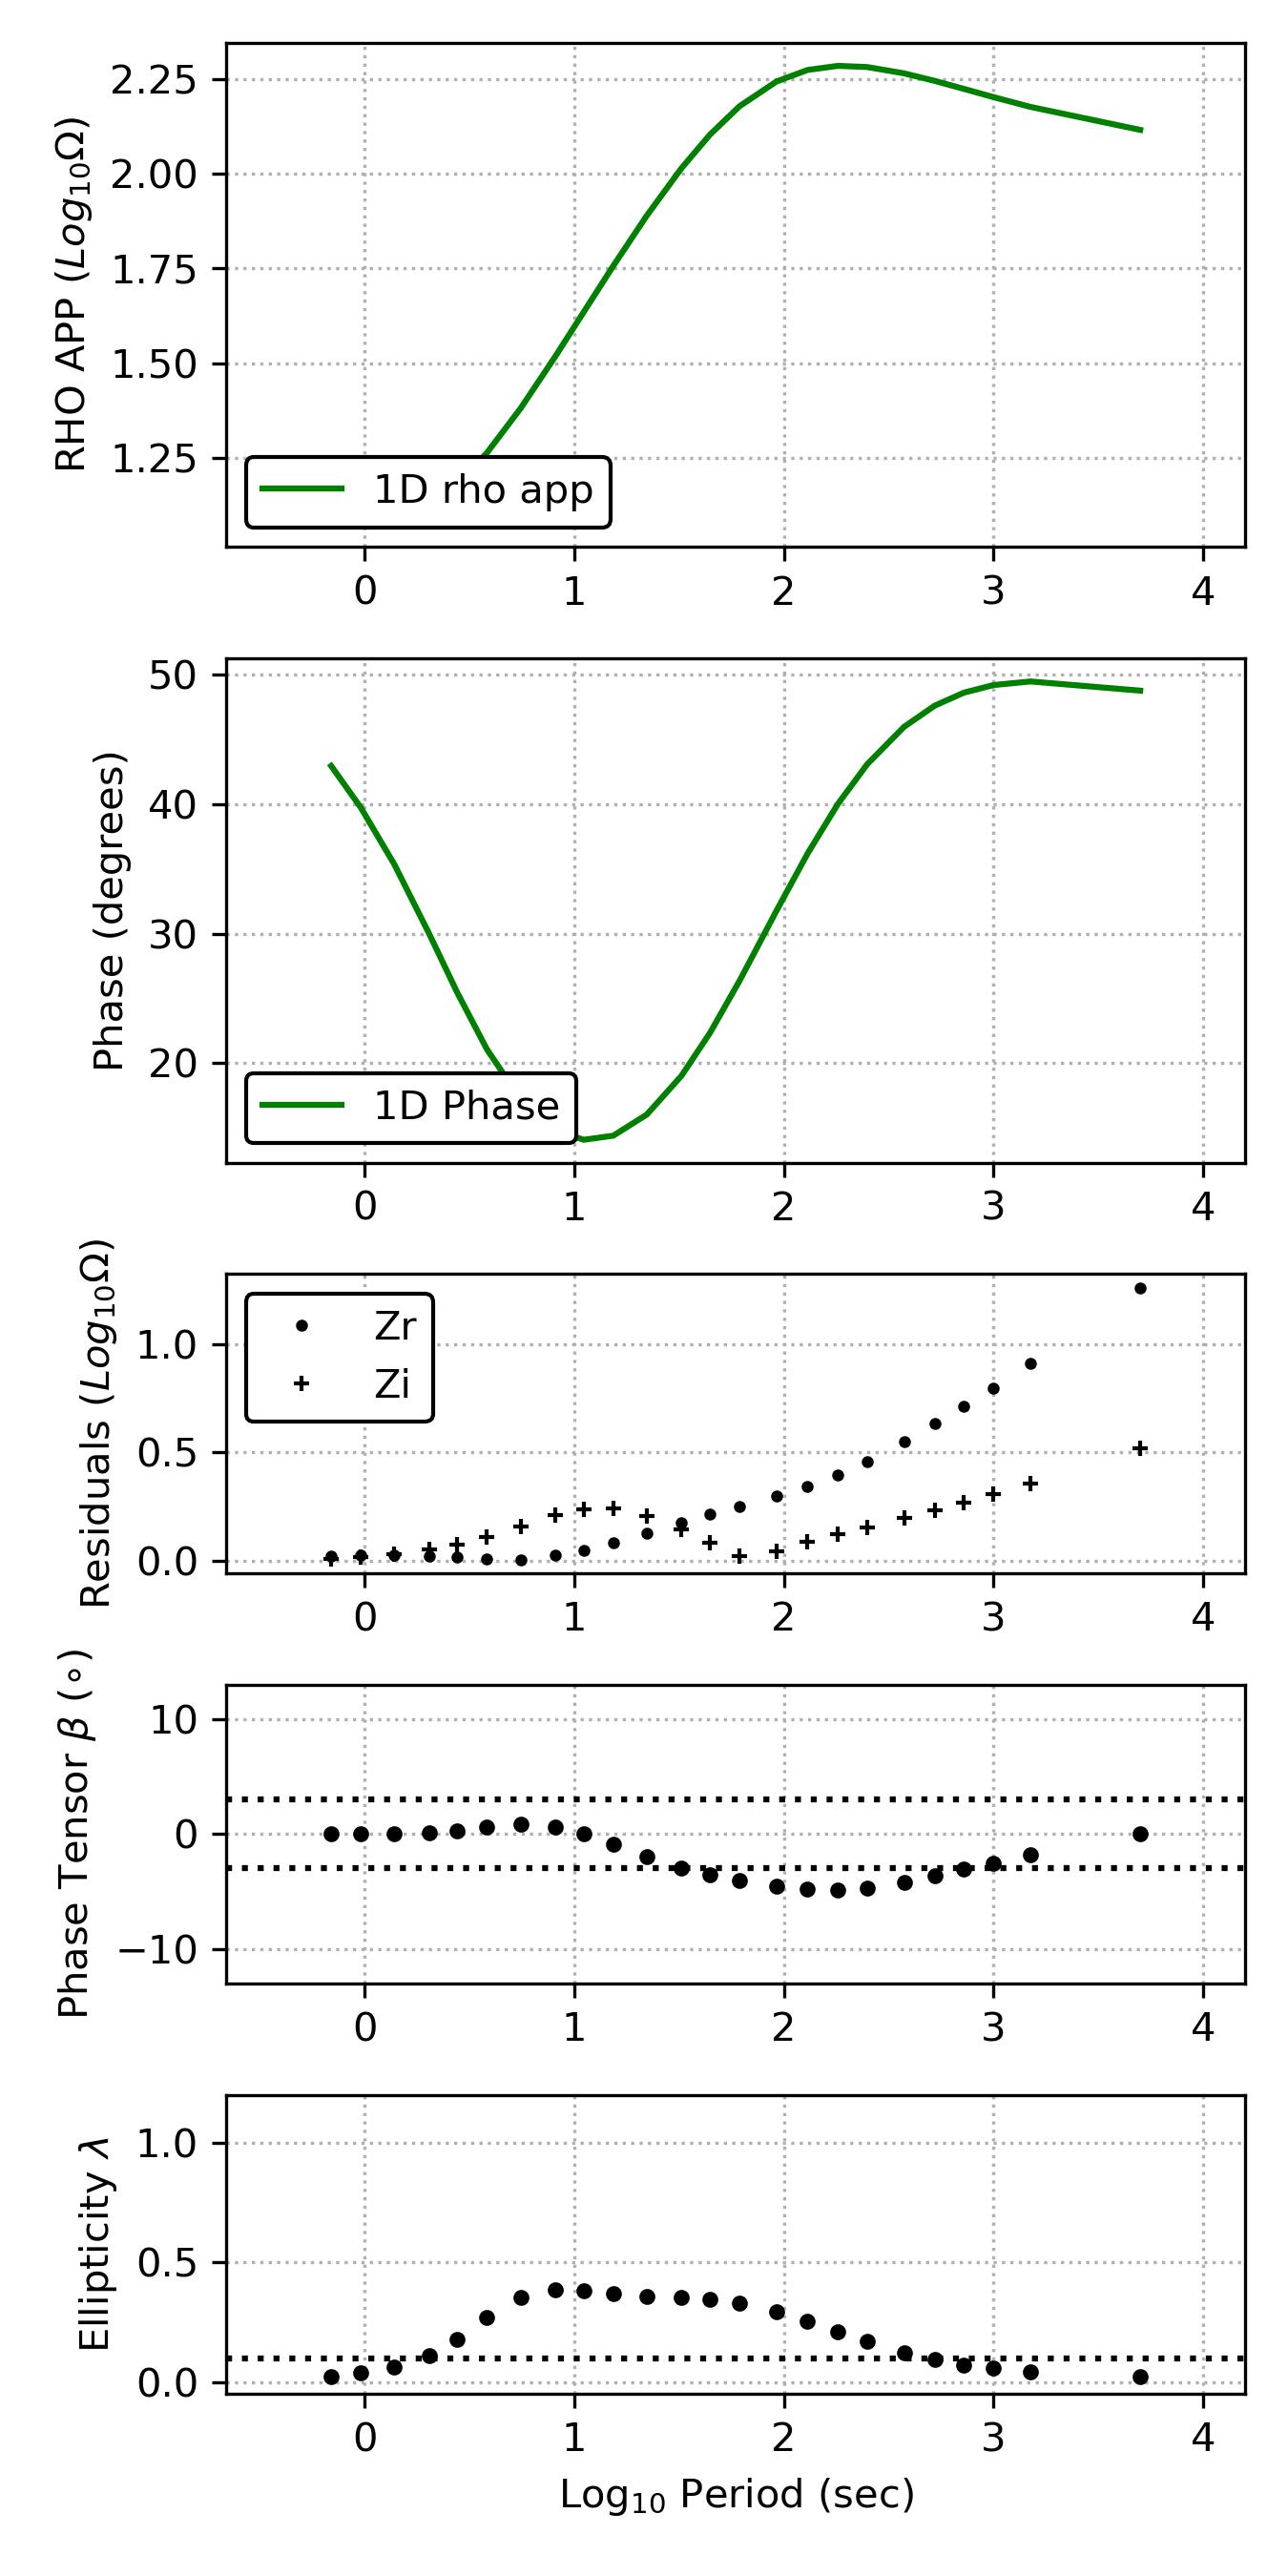 RHO APP (Log₁₀Ω)
2.25
2.00
1.75
1.50
1.25
1D rho app
0 1 2 3 4
Phase (degrees)
50
40
30
20
1D Phase
0 1 2 3 4
Residuals (Log₁₀Ω)
1.0
0.5
0.0
Zr
Zi
0 1 2 3 4
Phase Tensor β (∘)
10
0
−10
0 1 2 3 4
Ellipticity λ
1.0
0.5
0.0
0 1 2 3 4
Log₁₀ Period (sec)